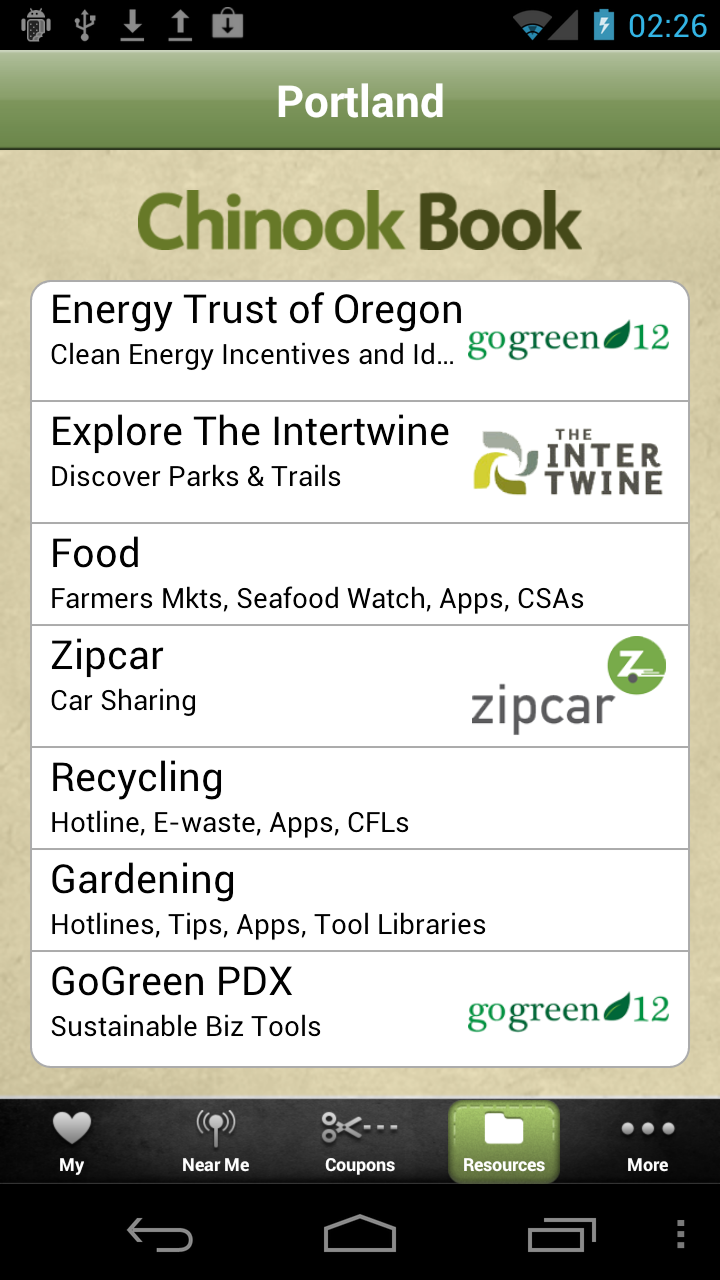 02:26
Portland
Chinook Book
Energy Trust of Oregon
Clean Energy Incentives and Id...
gogreen 12
Explore The Intertwine
Discover Parks & Trails
THE
INTER
TWINE
Food
Farmers Mkts, Seafood Watch, Apps, CSAs
Zipcar
Car Sharing
Z
zipcar
Recycling
Hotline, E-waste, Apps, CFLs
Gardening
Hotlines, Tips, Apps, Tool Libraries
GoGreen PDX
Sustainable Biz Tools
gogreen 12
My
Near Me
Coupons
Resources
More